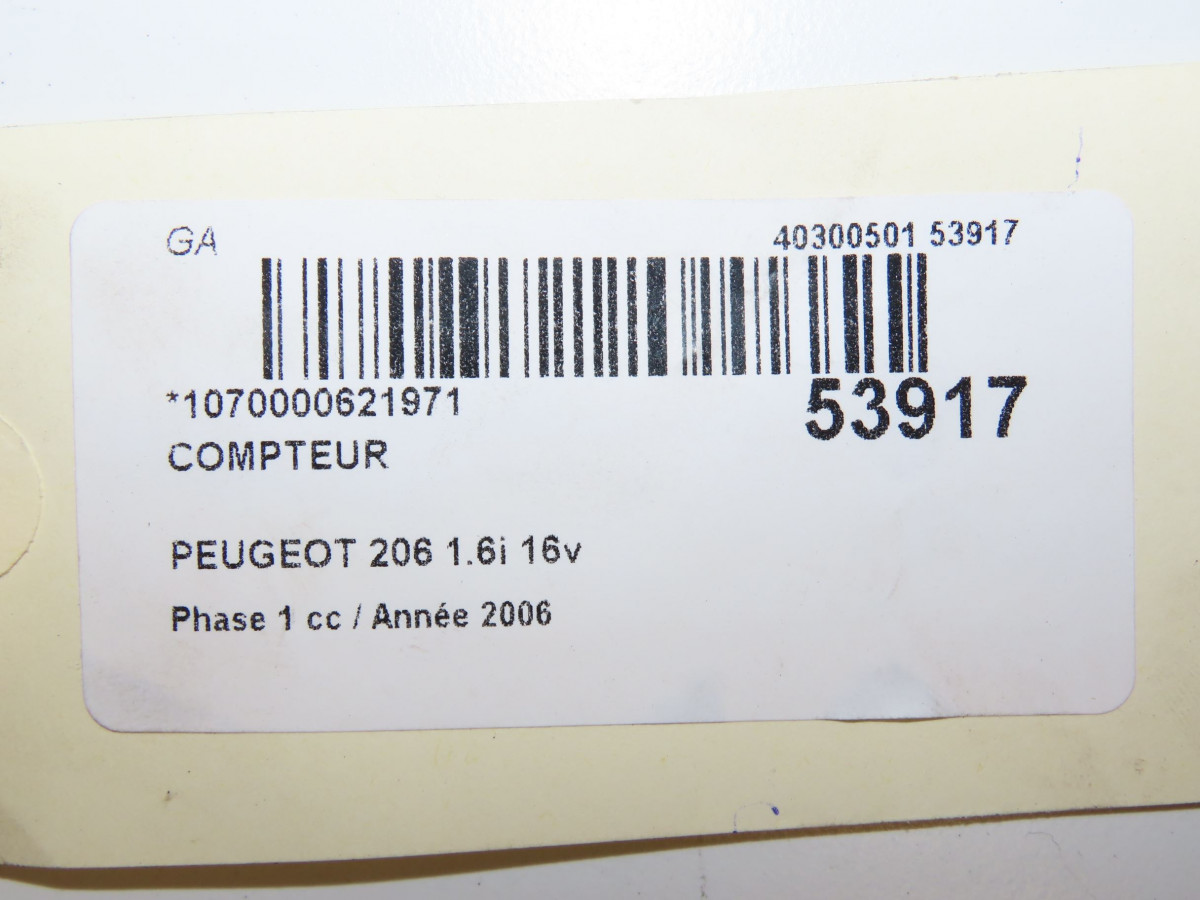 GA 40300501 53917
*1070000621971 53917
COMPTEUR
PEUGEOT 206 1.6i 16v
Phase 1 cc / Année 2006